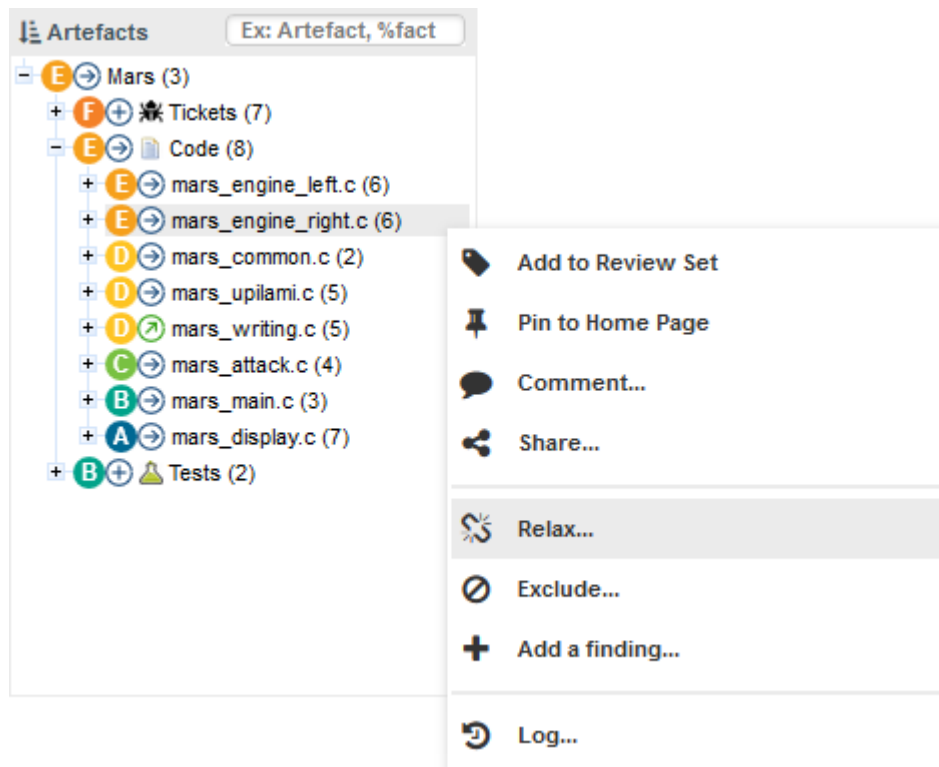 Artefacts
Ex: Artefact, %fact
E Mars (3)
F Tickets (7)
E Code (8)
E mars_engine_left.c (6)
E mars_engine_right.c (6)
D mars_common.c (2)
D mars_upilami.c (5)
D mars_writing.c (5)
C mars_attack.c (4)
B mars_main.c (3)
A mars_display.c (7)
B Tests (2)
Add to Review Set
Pin to Home Page
Comment...
Share...
Relax...
Exclude...
Add a finding...
Log...